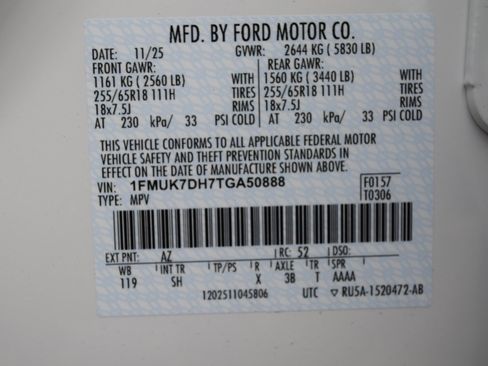 MFD. BY FORD MOTOR CO.
DATE: 11/25 GVWR: 2644 KG ( 5830 LB)
FRONT GAWR: REAR GAWR:
1161 KG ( 2560 LB) WITH 1560 KG ( 3440 LB) WITH
255/65R18 111H TIRES 255/65R18 111H TIRES
18x7.5J RIMS 18x7.5J RIMS
AT 230 kPa/ 33 PSI COLD AT 230 kPa/ 33 PSI COLD
THIS VEHICLE CONFORMS TO ALL APPLICABLE FEDERAL MOTOR
VEHICLE SAFETY AND THEFT PREVENTION STANDARDS IN
EFFECT ON THE DATE OF MANUFACTURE SHOWN ABOVE.
VIN: 1FMUK7DH7TGA50888 F0157
TYPE: MPV T0306
EXT PNT: AZ RC: 52 DSO:
WB INT TR TP/PS R AXLE TR SPR
119 SH X 3B T AAAA
1202511045806 UTC ▽ RU5A-1520472-AB